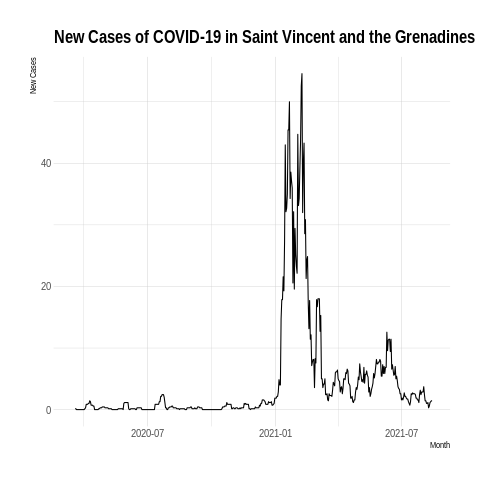 New Cases of COVID-19 in Saint Vincent and the Grenadines
New Cases
40
20
0
2020-07
2021-01
2021-07
Month